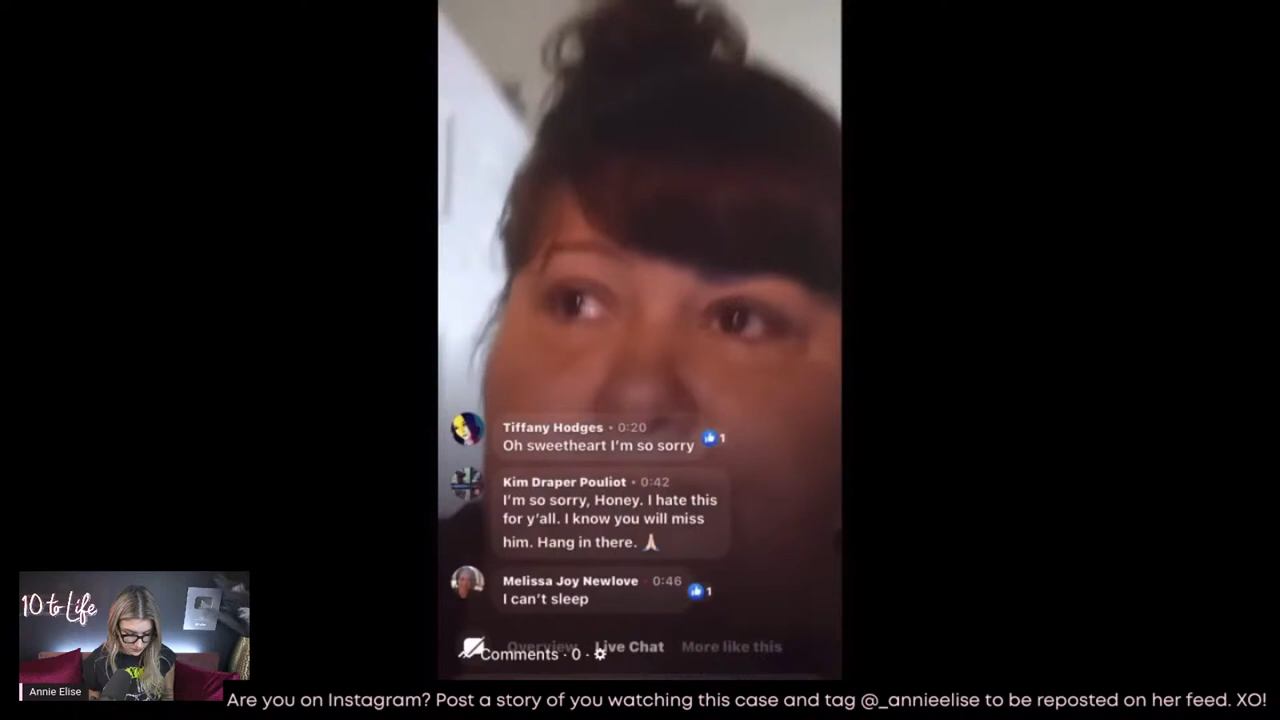 Tiffany Hodges · 0:20
Oh sweetheart I'm so sorry
1
Kim Draper Pouliot · 0:42
I'm so sorry, Honey. I hate this
for y'all. I know you will miss
him. Hang in there. 🙏🏻
Melissa Joy Newlove · 0:46
I can't sleep
1
Overview Live Chat More like this
Comments · 0 ·
10 to Life
Annie Elise
Are you on Instagram? Post a story of you watching this case and tag @_annieelise to be reposted on her feed. XO!